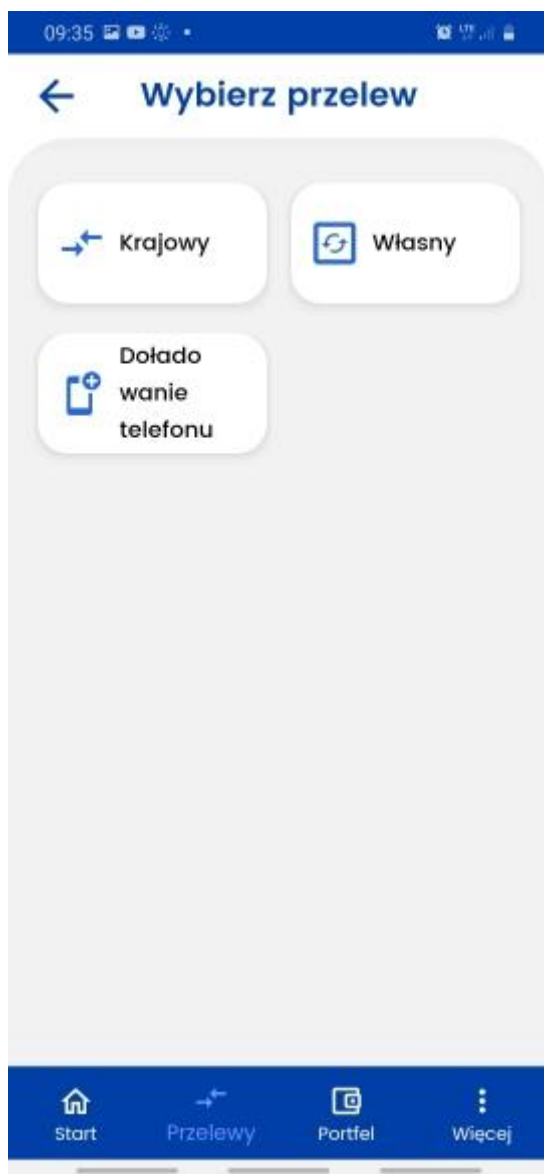 09:35
Wybierz przelew
Krajowy
Własny
Dołado
wanie
telefonu
Start
Przelewy
Portfel
Więcej